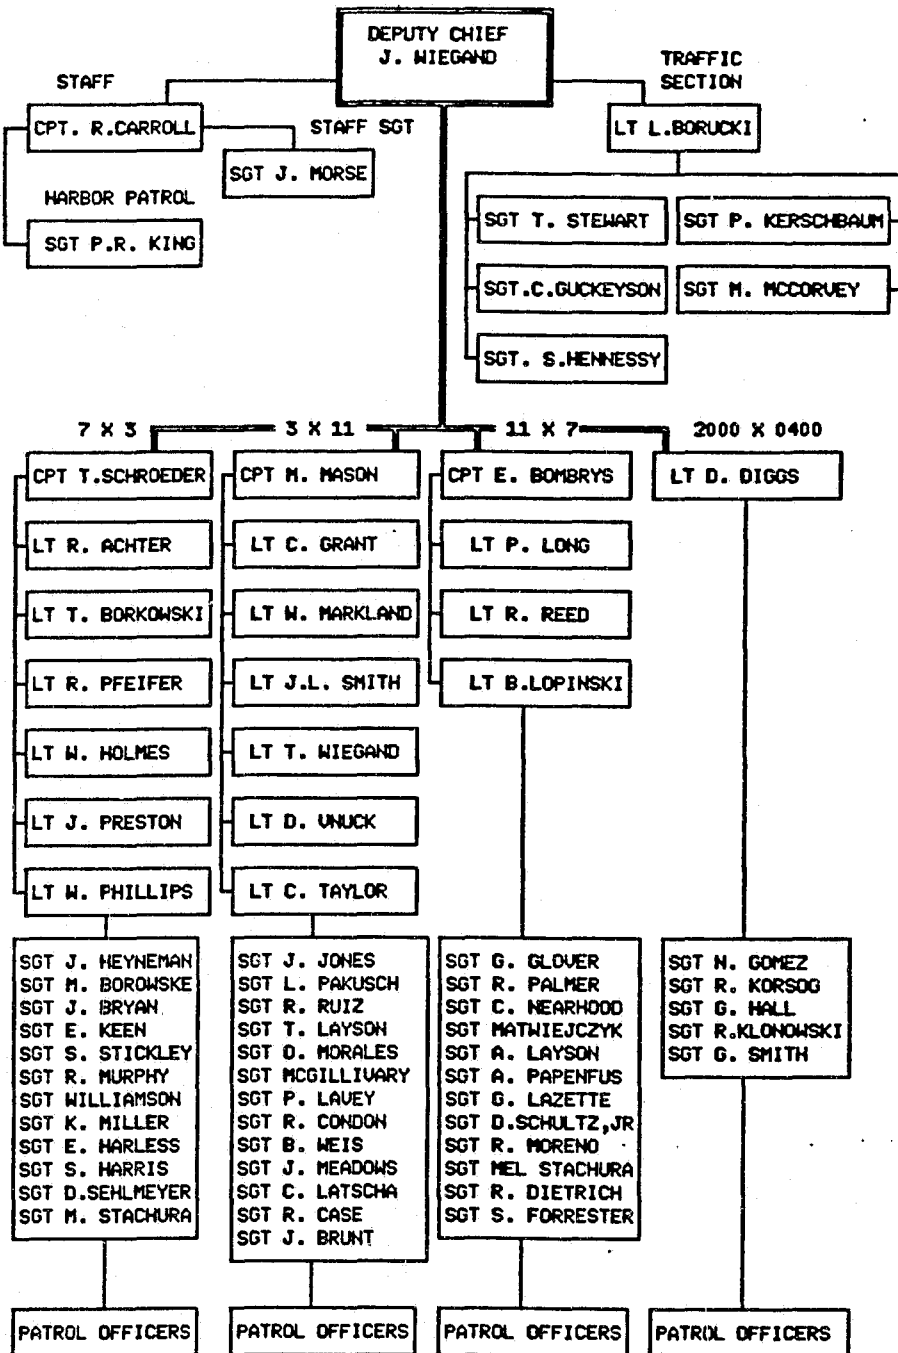 DEPUTY CHIEF
J. WIEGAND
STAFF
TRAFFIC
SECTION
CPT. R.CARROLL
STAFF SGT
LT L.BORUCKI
SGT J. MORSE
HARBOR PATROL
SGT P.R. KING
SGT T. STEWART
SGT P. KERSCHBAUM
SGT.C.GUCKEYSON
SGT M. MCCORVEY
SGT. S.HENNESSY
7 X 3
3 X 11
11 X 7
2000 X 0400
CPT T.SCHROEDER
LT R. ACHTER
LT T. BORKOWSKI
LT R. PFEIFER
LT W. HOLMES
LT J. PRESTON
LT W. PHILLIPS
SGT J. HEYNEMAN
SGT M. BOROWSKE
SGT J. BRYAN
SGT E. KEEN
SGT S. STICKLEY
SGT R. MURPHY
SGT WILLIAMSON
SGT K. MILLER
SGT E. HARLESS
SGT S. HARRIS
SGT D.SEHLMEYER
SGT M. STACHURA
PATROL OFFICERS
CPT M. MASON
LT C. GRANT
LT W. MARKLAND
LT J.L. SMITH
LT T. WIEGAND
LT D. VNUCK
LT C. TAYLOR
SGT J. JONES
SGT L. PAKUSCH
SGT R. RUIZ
SGT T. LAYSON
SGT O. MORALES
SGT MCGILLIVARY
SGT P. LAVEY
SGT R. CONDON
SGT B. WEIS
SGT J. MEADOWS
SGT C. LATSCHA
SGT R. CASE
SGT J. BRUNT
PATROL OFFICERS
CPT E. BOMBRYS
LT P. LONG
LT R. REED
LT B.LOPINSKI
SGT G. GLOVER
SGT R. PALMER
SGT C. NEARHOOD
SGT MATWIEJCZYK
SGT A. LAYSON
SGT A. PAPENFUS
SGT G. LAZETTE
SGT D.SCHULTZ,JR
SGT R. MORENO
SGT MEL STACHURA
SGT R. DIETRICH
SGT S. FORRESTER
PATROL OFFICERS
LT D. DIGGS
SGT N. GOMEZ
SGT R. KORSOG
SGT G. HALL
SGT R.KLONOWSKI
SGT G. SMITH
PATROL OFFICERS